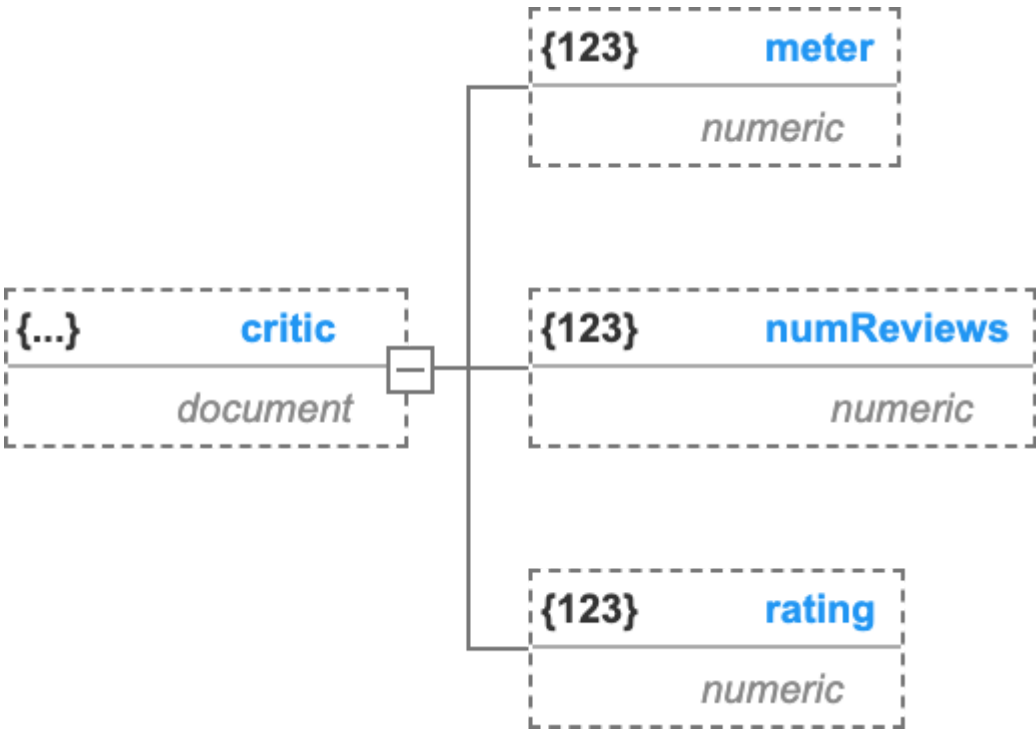 {123} meter
numeric
{...} critic
document
{123} numReviews
numeric
{123} rating
numeric